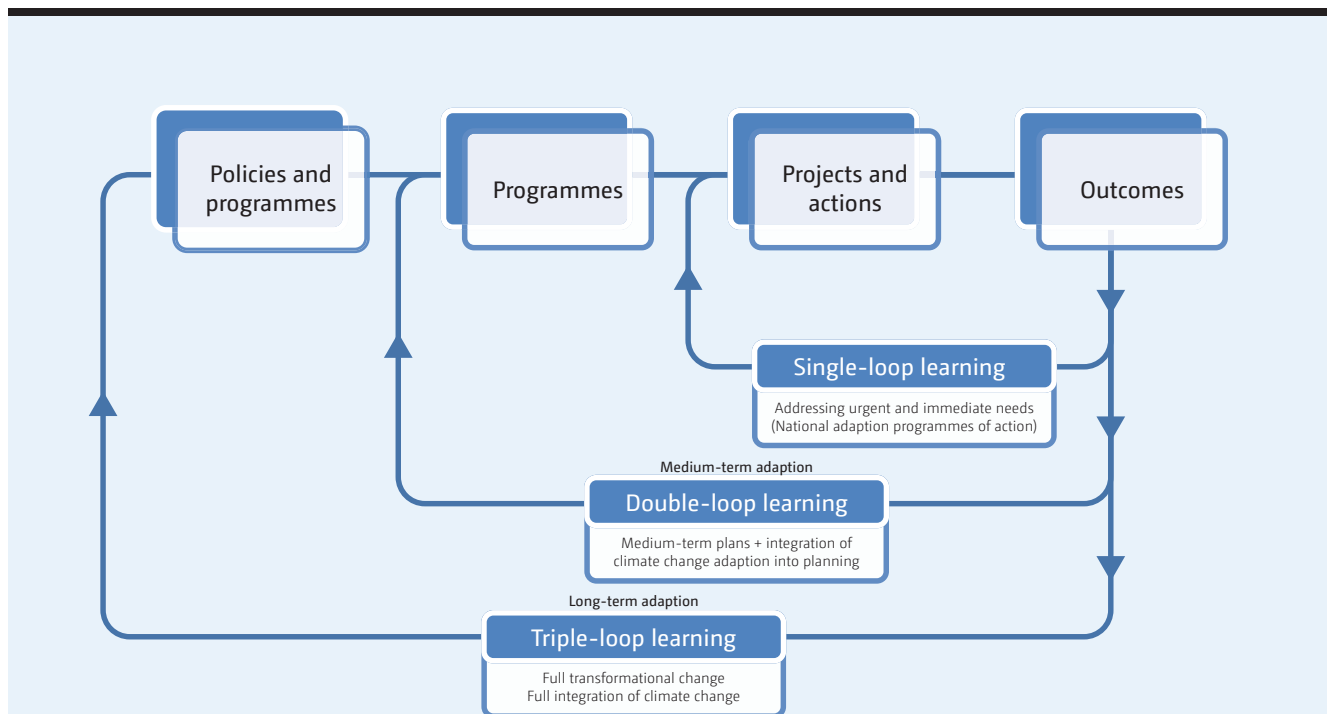 Policies and
programmes
Programmes
Projects and
actions
Outcomes
Single-loop learning
Addressing urgent and immediate needs
(National adaption programmes of action)
Medium-term adaption
Double-loop learning
Medium-term plans + integration of
climate change adaption into planning
Long-term adaption
Triple-loop learning
Full transformational change
Full integration of climate change